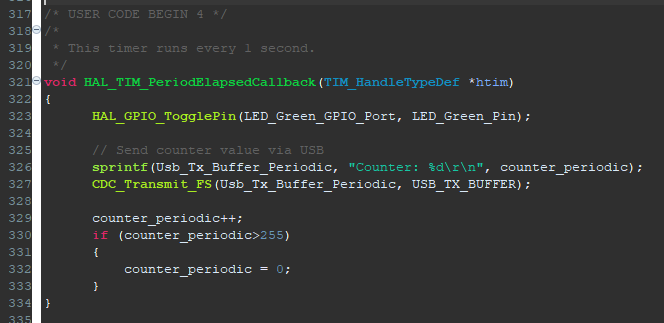 317 /* USER CODE BEGIN 4 */
318 /*
319  * This timer runs every 1 second.
320  */
321 void HAL_TIM_PeriodElapsedCallback(TIM_HandleTypeDef *htim)
322 {
323       HAL_GPIO_TogglePin(LED_Green_GPIO_Port, LED_Green_Pin);
324
325       // Send counter value via USB
326       sprintf(Usb_Tx_Buffer_Periodic, "Counter: %d\r\n", counter_periodic);
327       CDC_Transmit_FS(Usb_Tx_Buffer_Periodic, USB_TX_BUFFER);
328
329       counter_periodic++;
330       if (counter_periodic>255)
331       {
332           counter_periodic = 0;
333       }
334 }
335